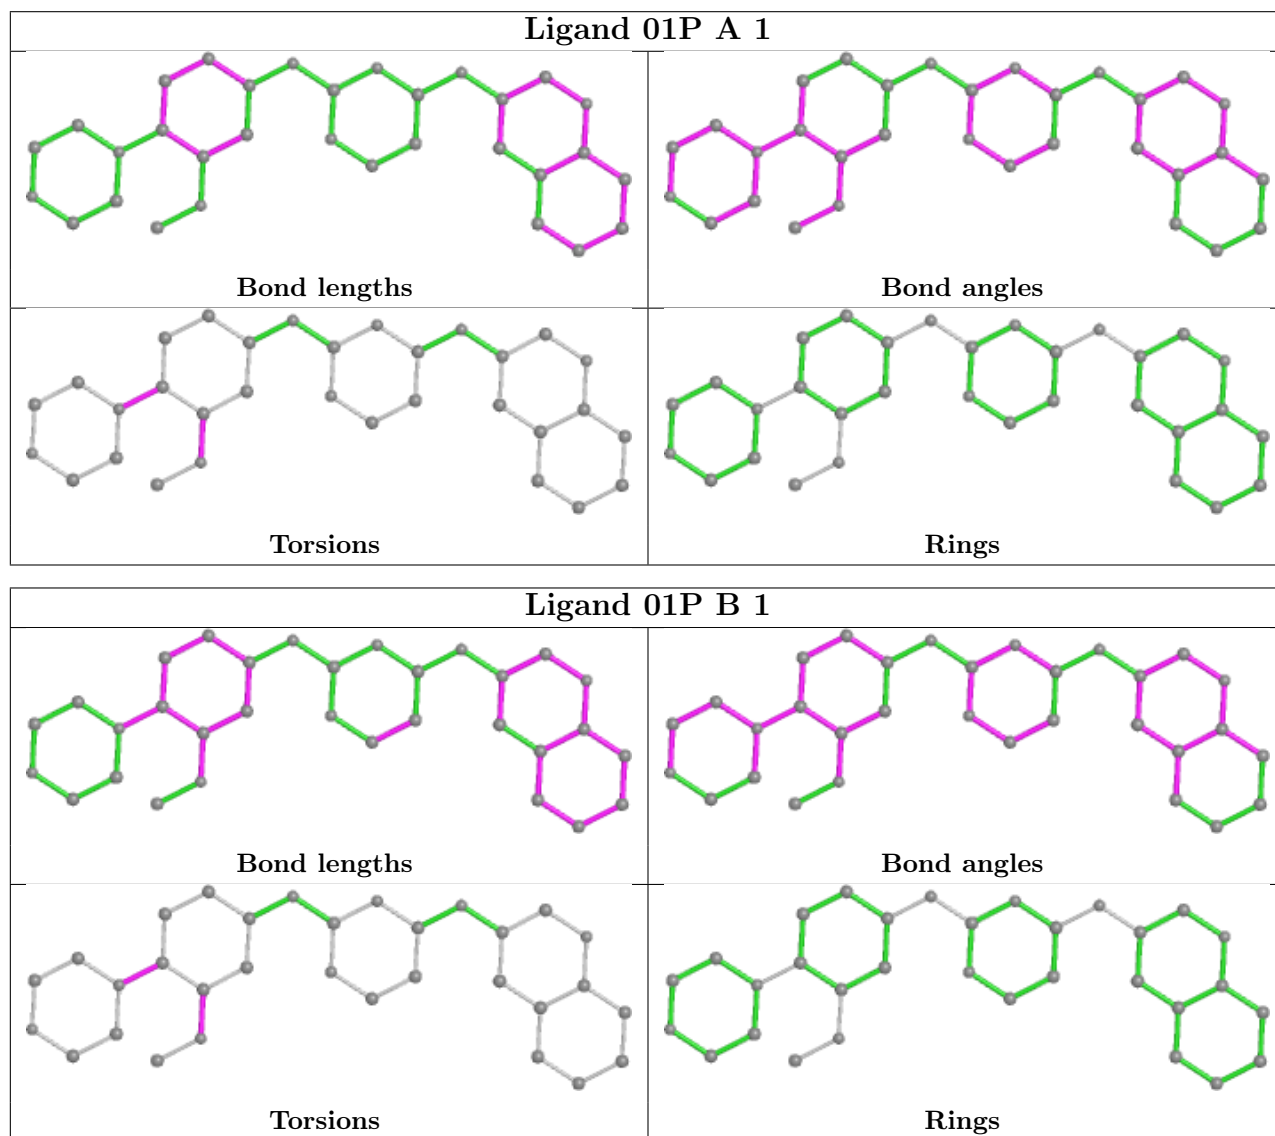 Ligand 01P A 1
Bond lengths
Bond angles
Torsions
Rings
Ligand 01P B 1
Bond lengths
Bond angles
Torsions
Rings